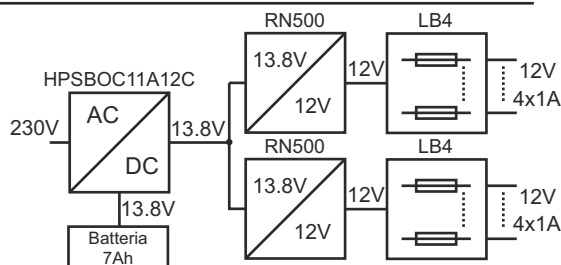 RN500
LB4
13.8V
12V
12V
12V
4x1A
HPSBOC11A12C
AC
DC
230V
13.8V
13.8V
Batteria
7Ah
RN500
LB4
13.8V
12V
12V
12V
4x1A